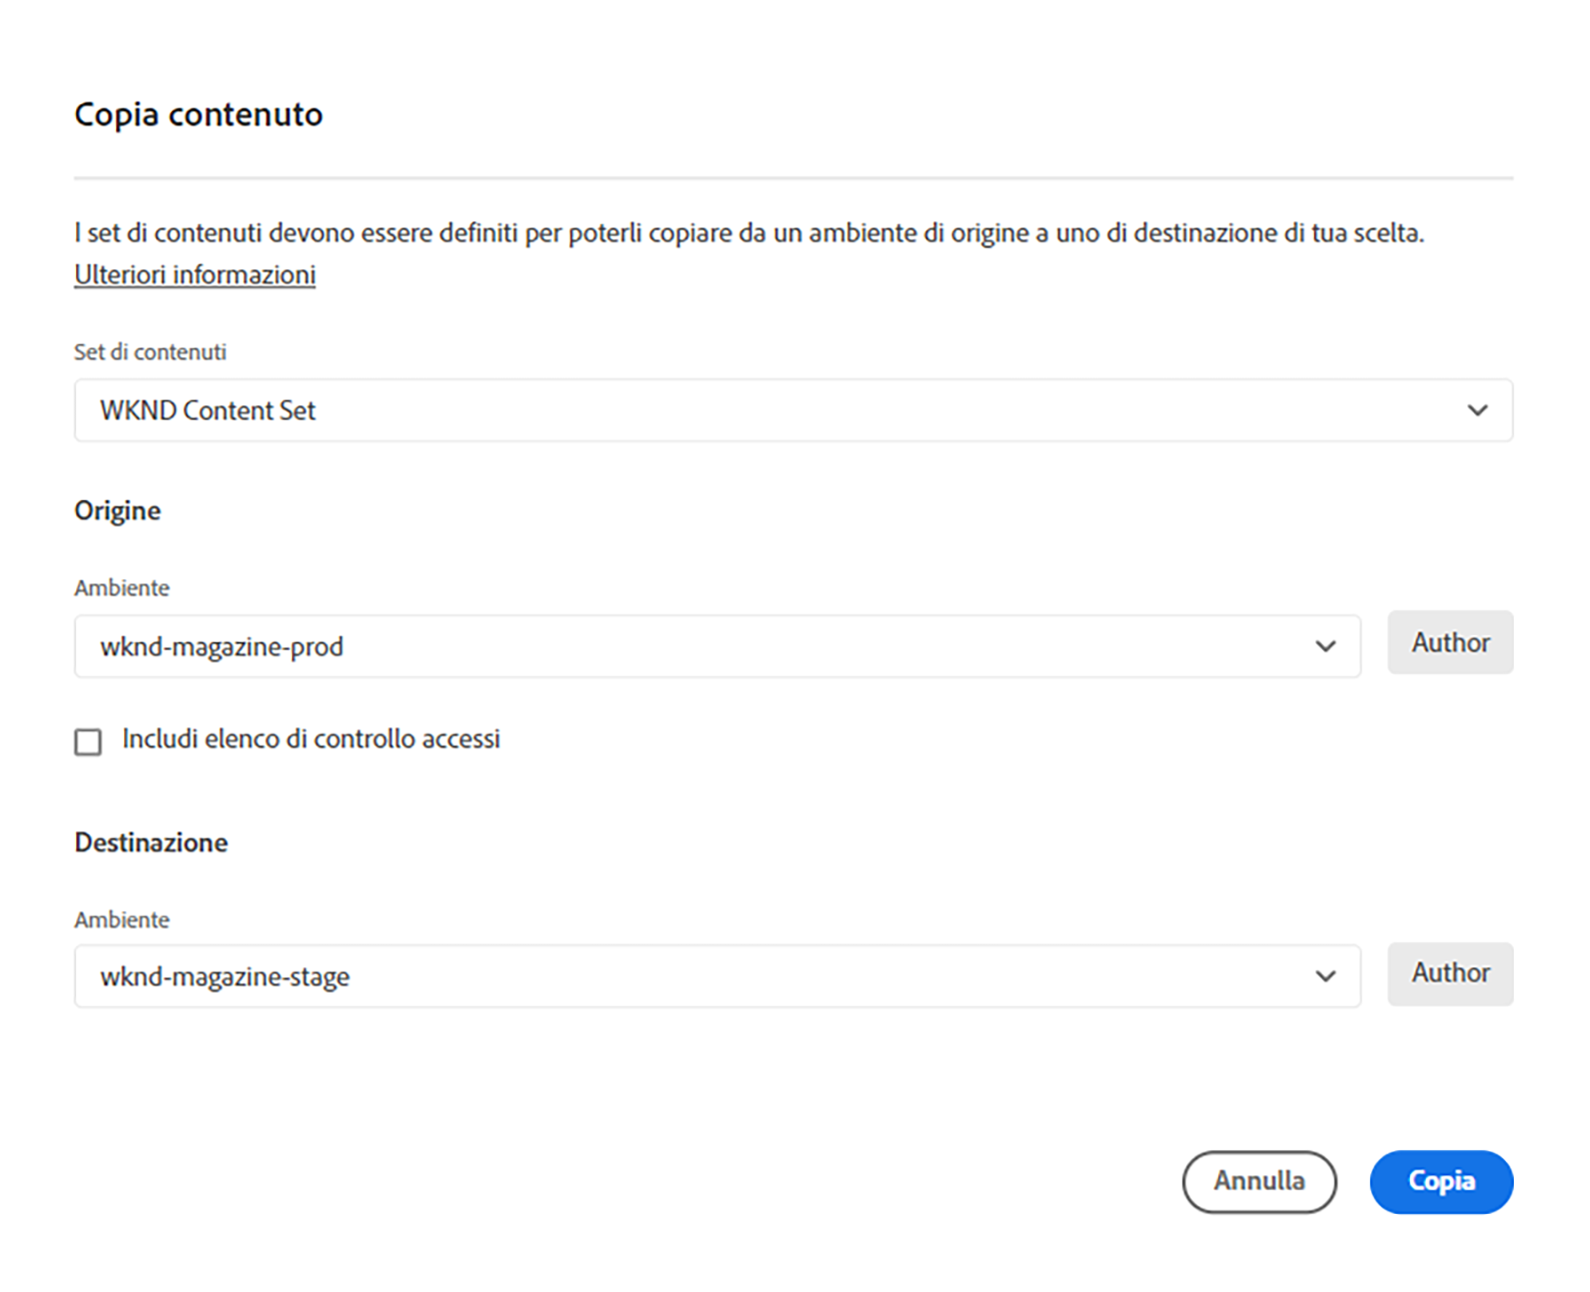 Copia contenuto
I set di contenuti devono essere definiti per poterli copiare da un ambiente di origine a uno di destinazione di tua scelta.
Ulteriori informazioni
Set di contenuti
WKND Content Set
Origine
Ambiente
wknd-magazine-prod
Author
Includi elenco di controllo accessi
Destinazione
Ambiente
wknd-magazine-stage
Author
Annulla
Copia